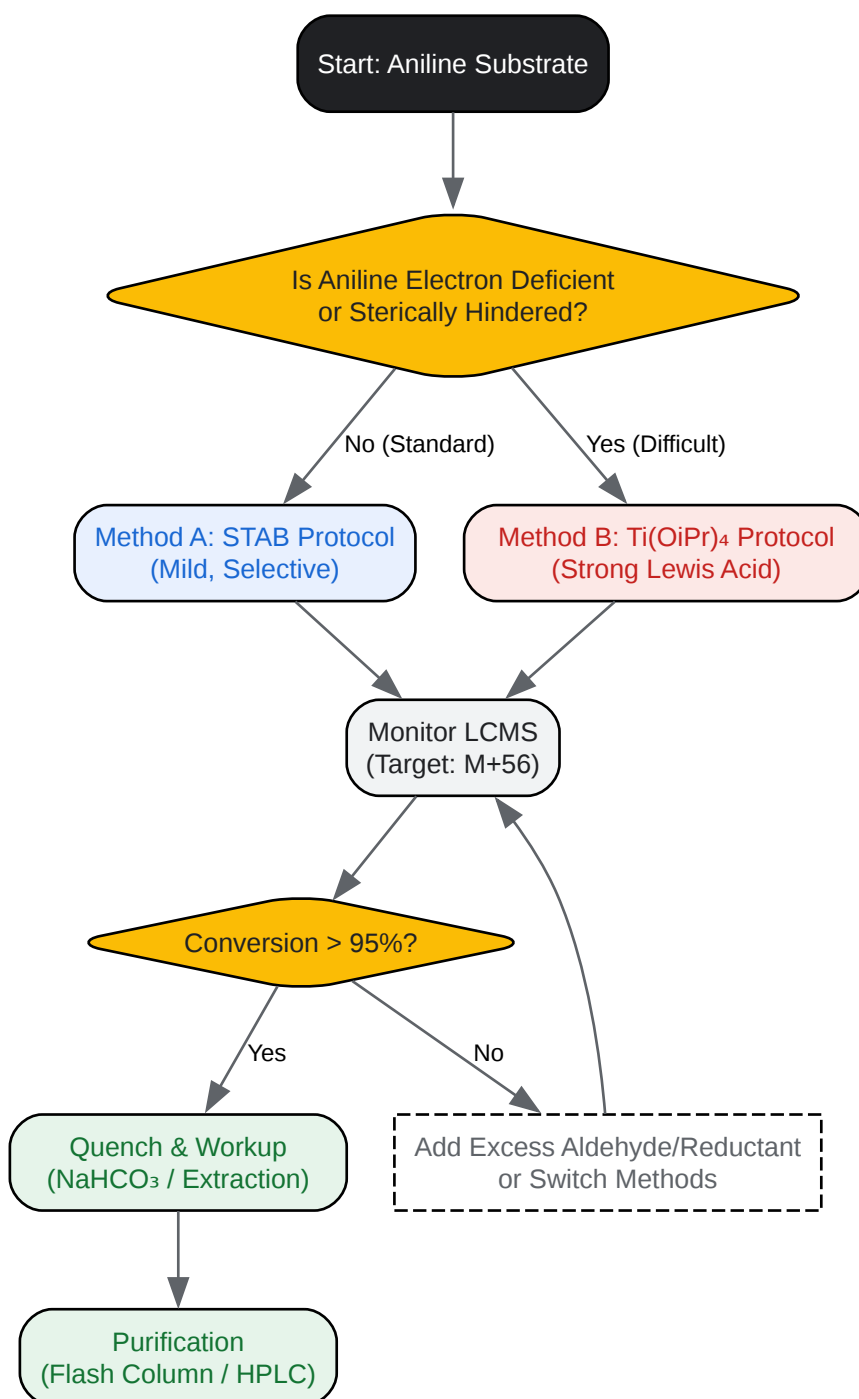 Start: Aniline Substrate
Is Aniline Electron Deficient
or Sterically Hindered?
No (Standard)
Yes (Difficult)
Method A: STAB Protocol
(Mild, Selective)
Method B: Ti(OiPr)₄ Protocol
(Strong Lewis Acid)
Monitor LCMS
(Target: M+56)
Conversion > 95%?
Yes
No
Quench & Workup
(NaHCO₃ / Extraction)
Add Excess Aldehyde/Reductant
or Switch Methods
Purification
(Flash Column / HPLC)